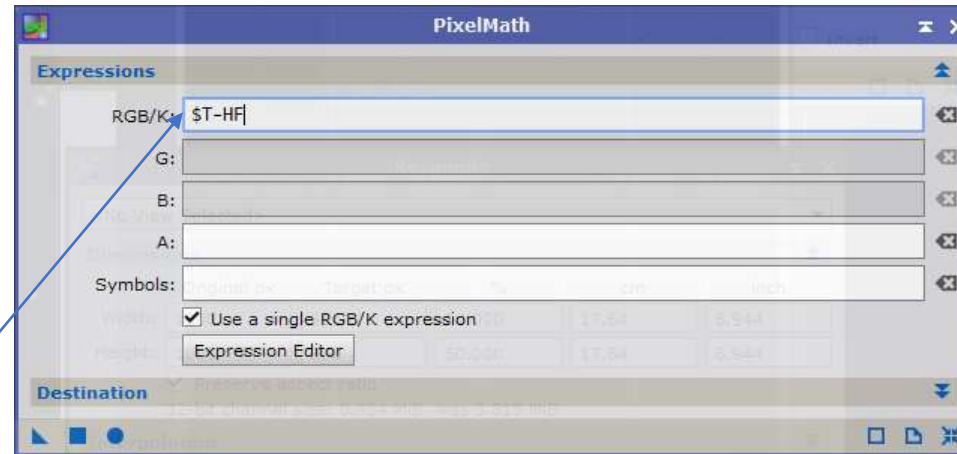 PixelMath
Expressions
RGB/K: $T-HF
G:
B:
A:
Symbols:
Use a single RGB/K expression
Expression Editor
Destination